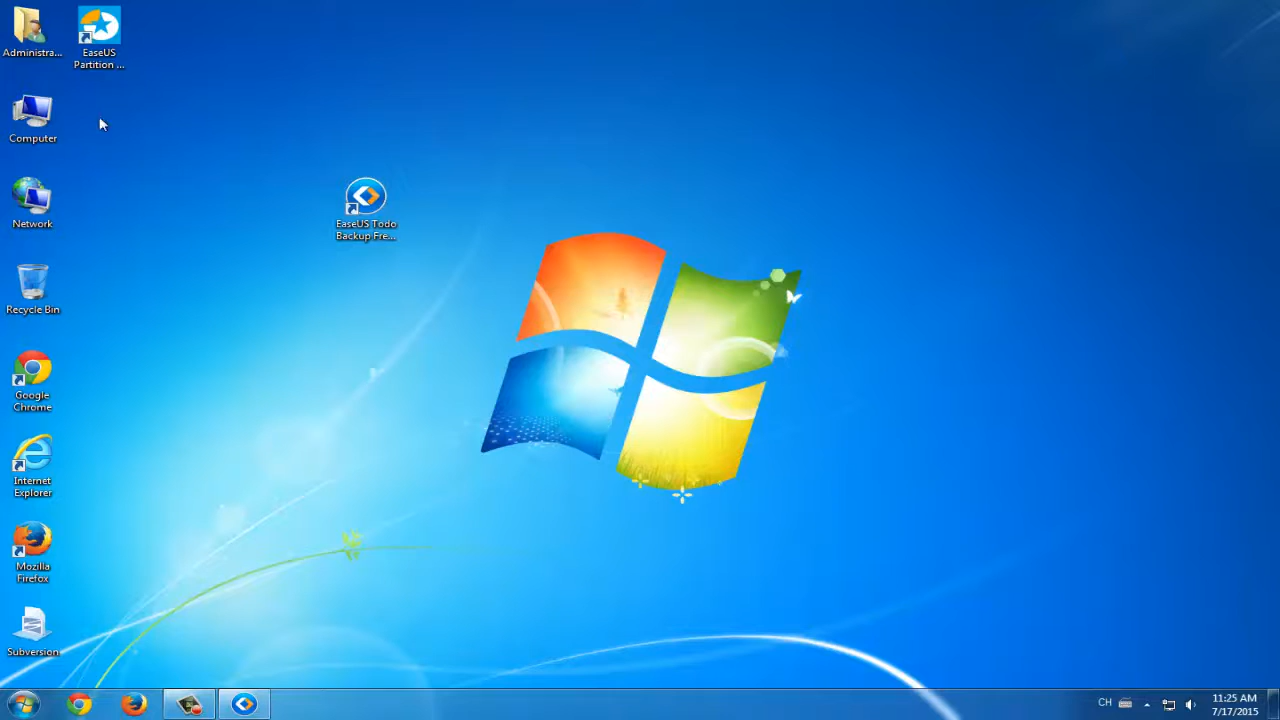 Administra...
EaseUS
Partition ...
Computer
EaseUS Todo
Backup Fre...
Network
Recycle Bin
Google
Chrome
Internet
Explorer
Mozilla
Firefox
Subversion
CH
11:25 AM
7/17/2015